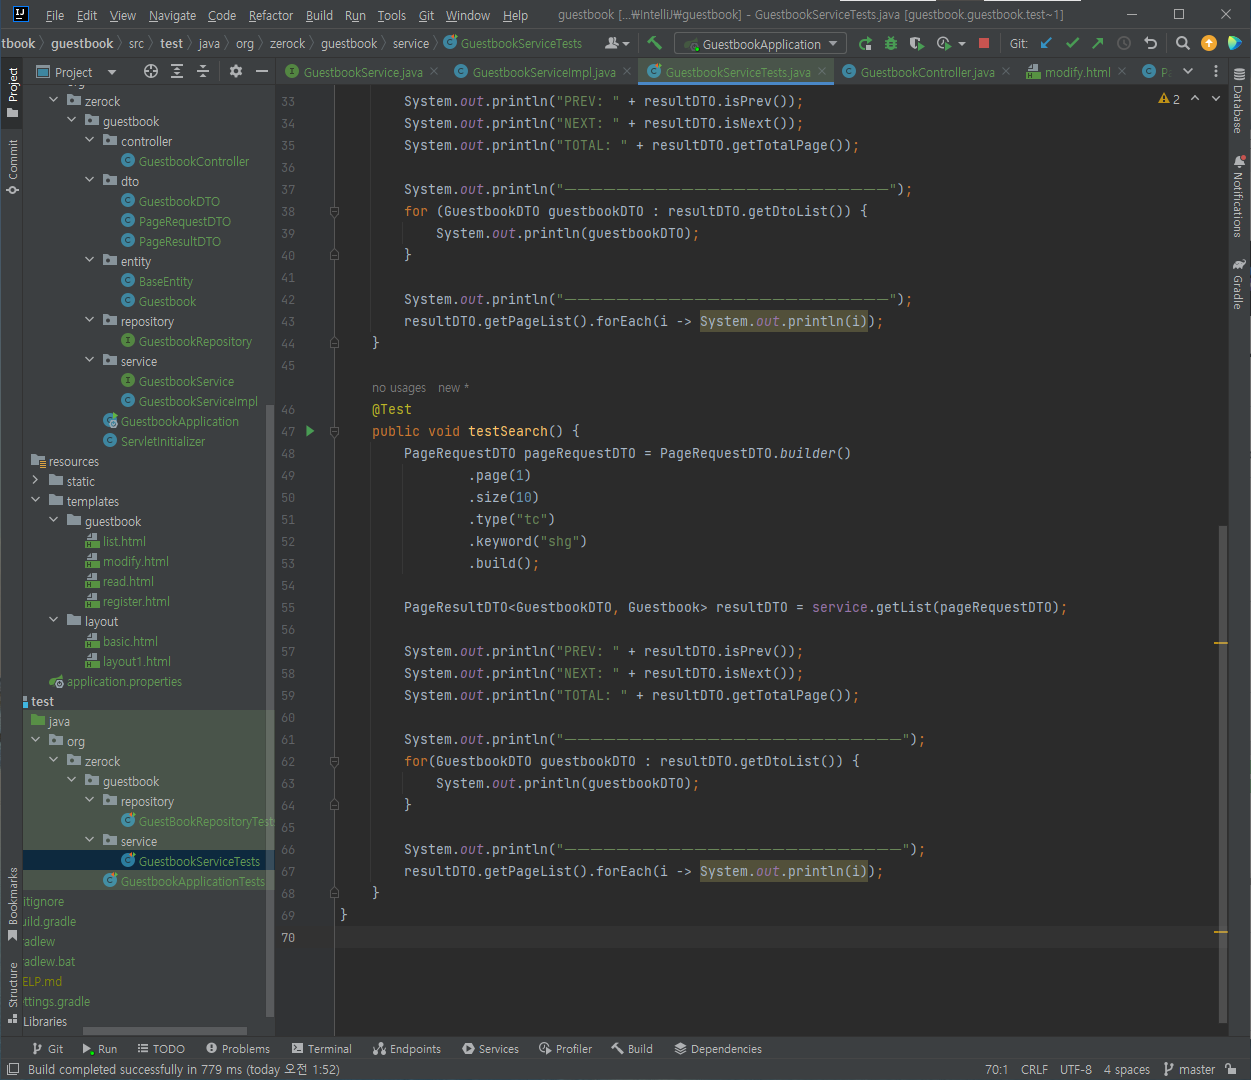 File Edit View Navigate Code Refactor Build Run Tools Git Window Help guestbook [...₩IntelliJ₩guestbook] - GuestbookServiceTests.java [guestbook.guestbook.test~1]
tbook 〉 guestbook 〉 src 〉 test 〉 java 〉 org 〉 zerock 〉 guestbook 〉 service 〉 GuestbookServiceTests GuestbookApplication Git:
Project GuestbookService.java GuestbookServiceImpl.java GuestbookServiceTests.java GuestbookController.java modify.html
Project
Commit
Bookmarks
Structure
org
zerock
guestbook
controller
GuestbookController
dto
GuestbookDTO
PageRequestDTO
PageResultDTO
entity
BaseEntity
Guestbook
repository
GuestbookRepository
service
GuestbookService
GuestbookServiceImpl
GuestbookApplication
ServletInitializer
resources
static
templates
guestbook
list.html
modify.html
read.html
register.html
layout
basic.html
layout1.html
application.properties
test
java
org
zerock
guestbook
repository
GuestBookRepositoryTest
service
GuestbookServiceTests
GuestbookApplicationTests
itignore
uild.gradle
radlew
radlew.bat
ELP.md
ettings.gradle
Libraries
33 System.out.println("PREV: " + resultDTO.isPrev());
34 System.out.println("NEXT: " + resultDTO.isNext());
35 System.out.println("TOTAL: " + resultDTO.getTotalPage());
36
37 System.out.println("—————————————————————————");
38 for (GuestbookDTO guestbookDTO : resultDTO.getDtoList()) {
39 System.out.println(guestbookDTO);
40 }
41
42 System.out.println("—————————————————————————");
43 resultDTO.getPageList().forEach(i -> System.out.println(i));
44 }
45
no usages new *
46 @Test
47 public void testSearch() {
48 PageRequestDTO pageRequestDTO = PageRequestDTO.builder()
49 .page(1)
50 .size(10)
51 .type("tc")
52 .keyword("shg")
53 .build();
54
55 PageResultDTO<GuestbookDTO, Guestbook> resultDTO = service.getList(pageRequestDTO);
56
57 System.out.println("PREV: " + resultDTO.isPrev());
58 System.out.println("NEXT: " + resultDTO.isNext());
59 System.out.println("TOTAL: " + resultDTO.getTotalPage());
60
61 System.out.println("——————————————————————————");
62 for(GuestbookDTO guestbookDTO : resultDTO.getDtoList()) {
63 System.out.println(guestbookDTO);
64 }
65
66 System.out.println("——————————————————————————");
67 resultDTO.getPageList().forEach(i -> System.out.println(i));
68 }
69 }
70
2
Database
Notifications
Gradle
Git Run TODO Problems Terminal Endpoints Services Profiler Build Dependencies
Build completed successfully in 779 ms (today 오전 1:52) 70:1 CRLF UTF-8 4 spaces master